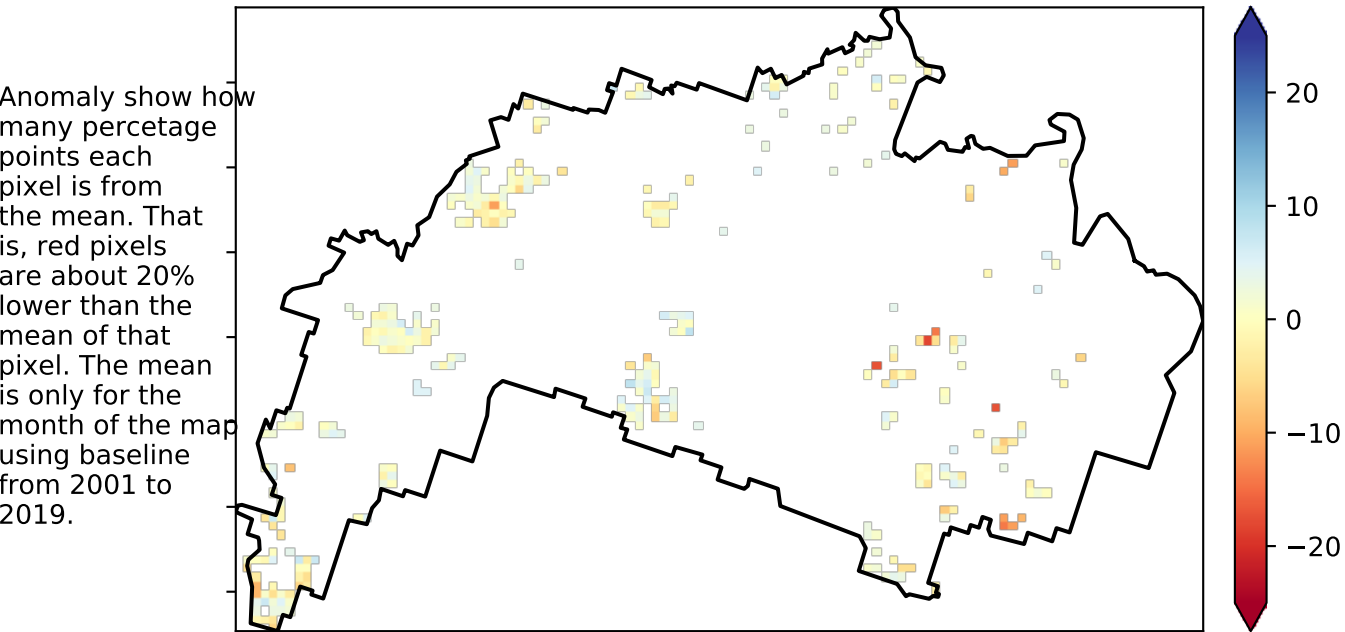 Anomaly show how
many percetage
points each
pixel is from
the mean. That
is, red pixels
are about 20%
lower than the
mean of that
pixel. The mean
is only for the
month of the map
using baseline
from 2001 to
2019.
20
10
0
−10
−20